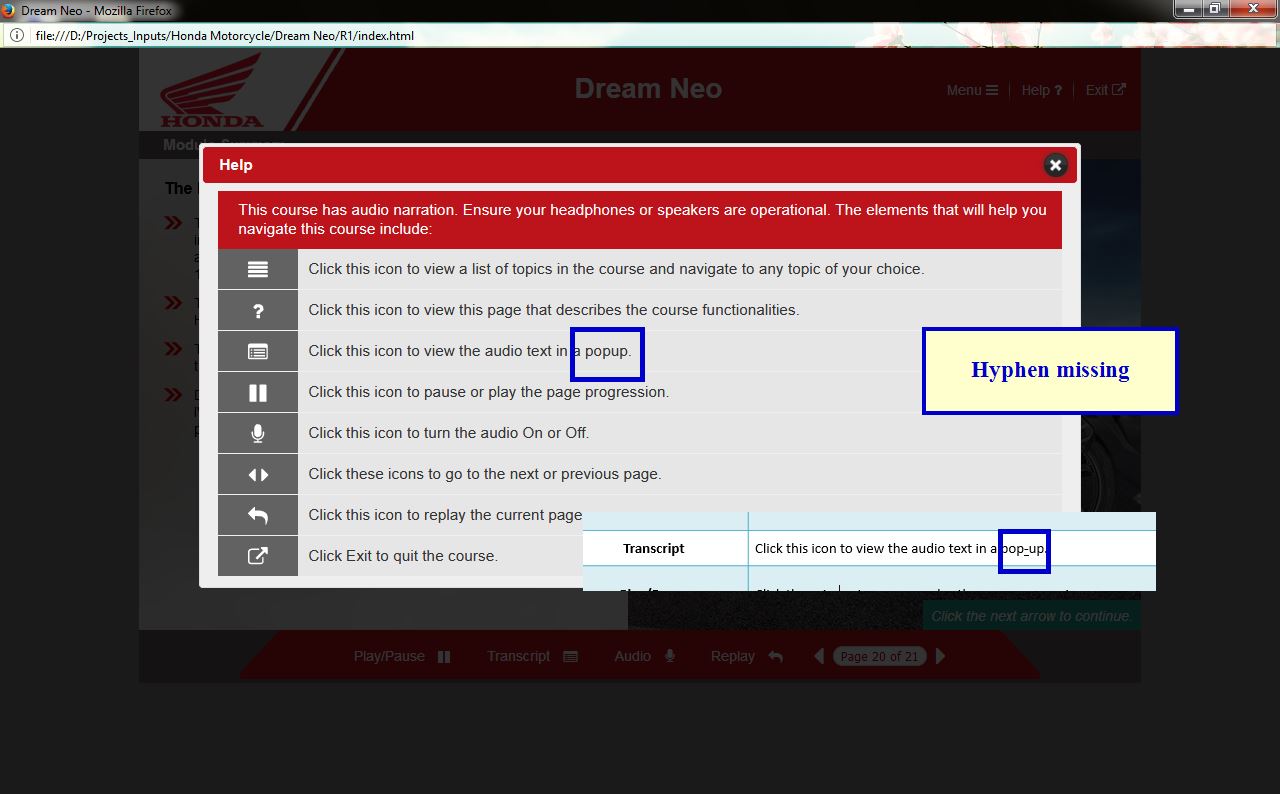 Dream Neo - Mozilla Firefox
file:///D:/Projects_Inputs/Honda Motorcycle/Dream Neo/R1/index.html
HONDA
Dream Neo
Menu
Help ?
Exit
Help
The
This course has audio narration. Ensure your headphones or speakers are operational. The elements that will help you
navigate this course include:
Click this icon to view a list of topics in the course and navigate to any topic of your choice.
?
Click this icon to view this page that describes the course functionalities.
Click this icon to view the audio text in a popup.
Hyphen missing
Click this icon to pause or play the page progression.
Click this icon to turn the audio On or Off.
Click these icons to go to the next or previous page.
Click this icon to replay the current page
Click Exit to quit the course.
Transcript
Click this icon to view the audio text in a pop-up.
Click the next arrow to continue.
Play/Pause
Transcript
Audio
Replay
Page 20 of 21